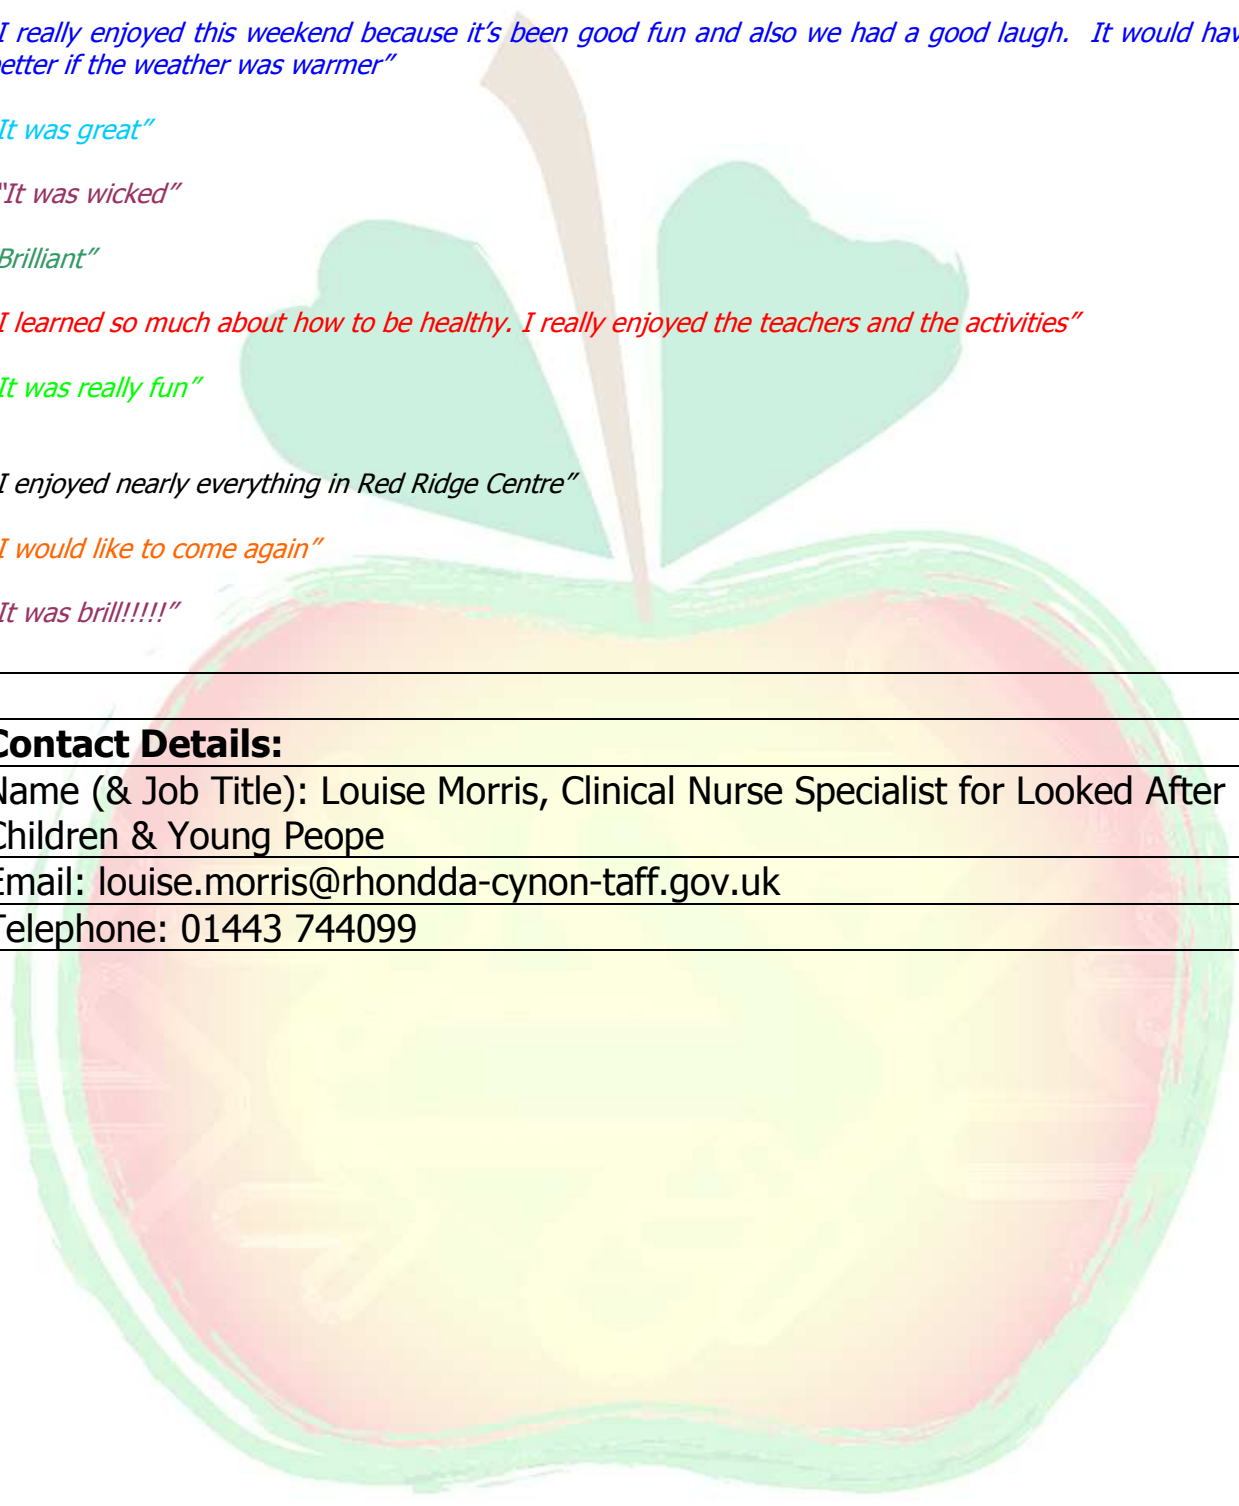 I really enjoyed this weekend because it’s been good fun and also we had a good laugh. It would hav
etter if the weather was warmer”
It was great”
“It was wicked”
Brilliant”
I learned so much about how to be healthy. I really enjoyed the teachers and the activities”
It was really fun”
I enjoyed nearly everything in Red Ridge Centre”
I would like to come again”
It was brill!!!!!”
Contact Details:
Name (& Job Title): Louise Morris, Clinical Nurse Specialist for Looked After
Children & Young Peope
Email: louise.morris@rhondda-cynon-taff.gov.uk
Telephone: 01443 744099